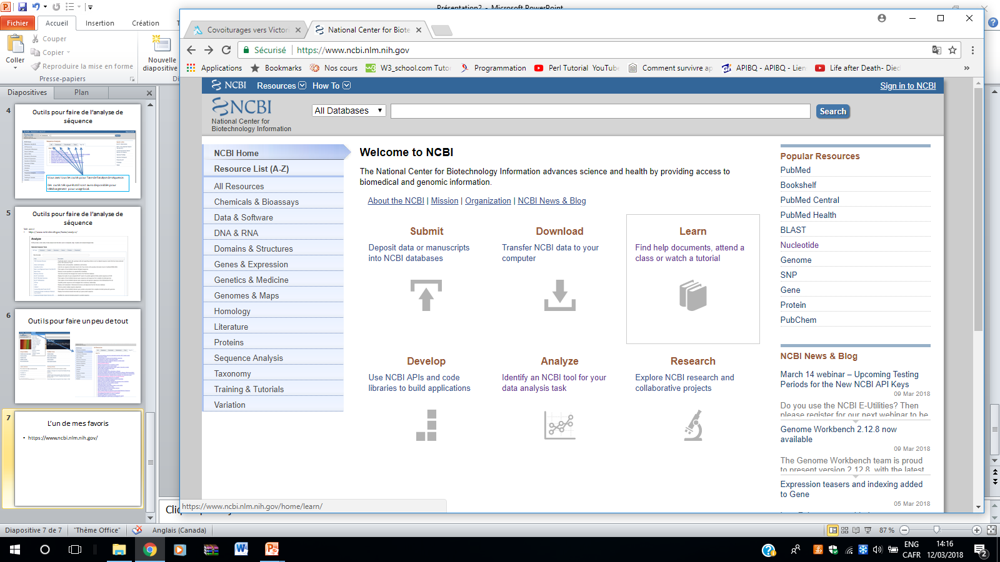 Présentation2 - Microsoft PowerPoint
Fichier
Accueil
Insertion
Création
Coller
Couper
Copier
Reproduire la mise en forme
Presse-papiers
Nouvelle
diapositive
Diapositives
Plan
4
Outils pour faire de l'analyse de
séquence
5
Outils pour faire de l'analyse de
séquence
Analyze
6
Outils pour faire un peu de tout
7
L'un de mes favoris
• https://www.ncbi.nlm.nih.gov/
Covoiturages vers Victori
National Center for Biote
Sécurisé
https://www.ncbi.nlm.nih.gov
Applications
Bookmarks
Nos cours
W3_school.com Tuto
Programmation
Perl Tutorial YouTube
Comment survivre ap
APIBQ - APIBQ - Lien
Life after Death- Died
»
NCBI
Resources
How To
Sign in to NCBI
NCBI
National Center for
Biotechnology Information
All Databases
Search
NCBI Home
Resource List (A-Z)
All Resources
Chemicals & Bioassays
Data & Software
DNA & RNA
Domains & Structures
Genes & Expression
Genetics & Medicine
Genomes & Maps
Homology
Literature
Proteins
Sequence Analysis
Taxonomy
Training & Tutorials
Variation
Welcome to NCBI
The National Center for Biotechnology Information advances science and health by providing access to
biomedical and genomic information.
About the NCBI | Mission | Organization | NCBI News & Blog
Submit
Deposit data or manuscripts
into NCBI databases
Download
Transfer NCBI data to your
computer
Learn
Find help documents, attend a
class or watch a tutorial
Develop
Use NCBI APIs and code
libraries to build applications
Analyze
Identify an NCBI tool for your
data analysis task
Research
Explore NCBI research and
collaborative projects
Popular Resources
PubMed
Bookshelf
PubMed Central
PubMed Health
BLAST
Nucleotide
Genome
SNP
Gene
Protein
PubChem
NCBI News & Blog
March 14 webinar – Upcoming Testing
Periods for the New NCBI API Keys
09 Mar 2018
Do you use the NCBI E-Utilities? Then
please register for our next webinar to be
Genome Workbench 2.12.8 now
available
09 Mar 2018
The Genome Workbench team is proud
to present version 2.12.8, with the latest
Expression teasers and indexing added
to Gene
05 Mar 2018
https://www.ncbi.nlm.nih.gov/home/learn/
Diapositive 7 de 7
"Thème Office"
Anglais (Canada)
87 %
ENG
CAFR
14:16
12/03/2018
2